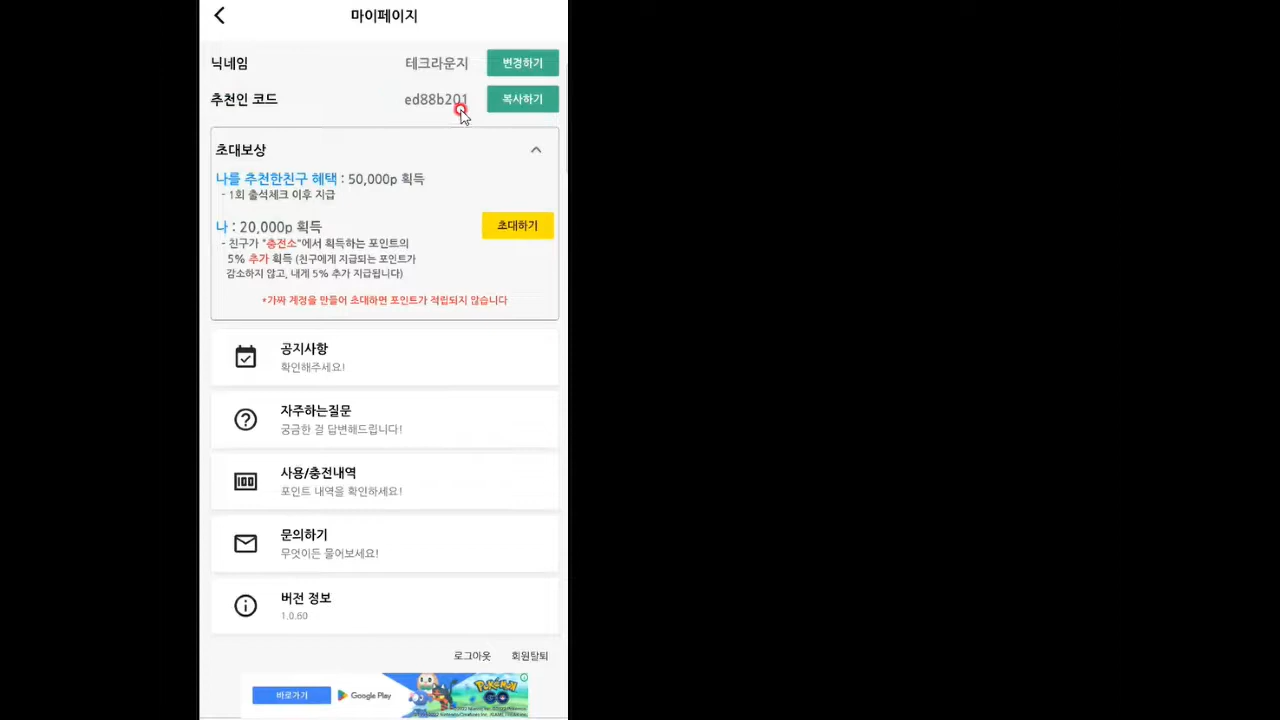 마이페이지
닉네임 테크라운지 변경하기
추천인 코드 ed88b201 복사하기
초대보상
나를 추천한친구 혜택 : 50,000p 획득
- 1회 출석체크 이후 지급
나 : 20,000p 획득 초대하기
- 친구가 "충전소"에서 획득하는 포인트의
5% 추가 획득 (친구에게 지급되는 포인트가
감소하지 않고, 내게 5% 추가 지급됩니다)
*가짜 계정을 만들어 초대하면 포인트가 적립되지 않습니다
공지사항
확인해주세요!
자주하는질문
궁금한 걸 답변해드립니다!
사용/충전내역
포인트 내역을 확인하세요!
문의하기
무엇이든 물어보세요!
버전 정보
1.0.60
로그아웃 회원탈퇴
바로가기 Google Play POKÉMON GO